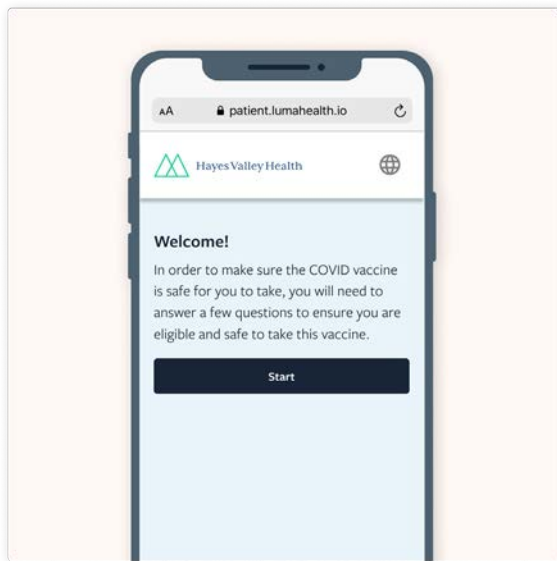 AA patient.lumahealth.io
Hayes Valley Health
Welcome!
In order to make sure the COVID vaccine
is safe for you to take, you will need to
answer a few questions to ensure you are
eligible and safe to take this vaccine.
Start